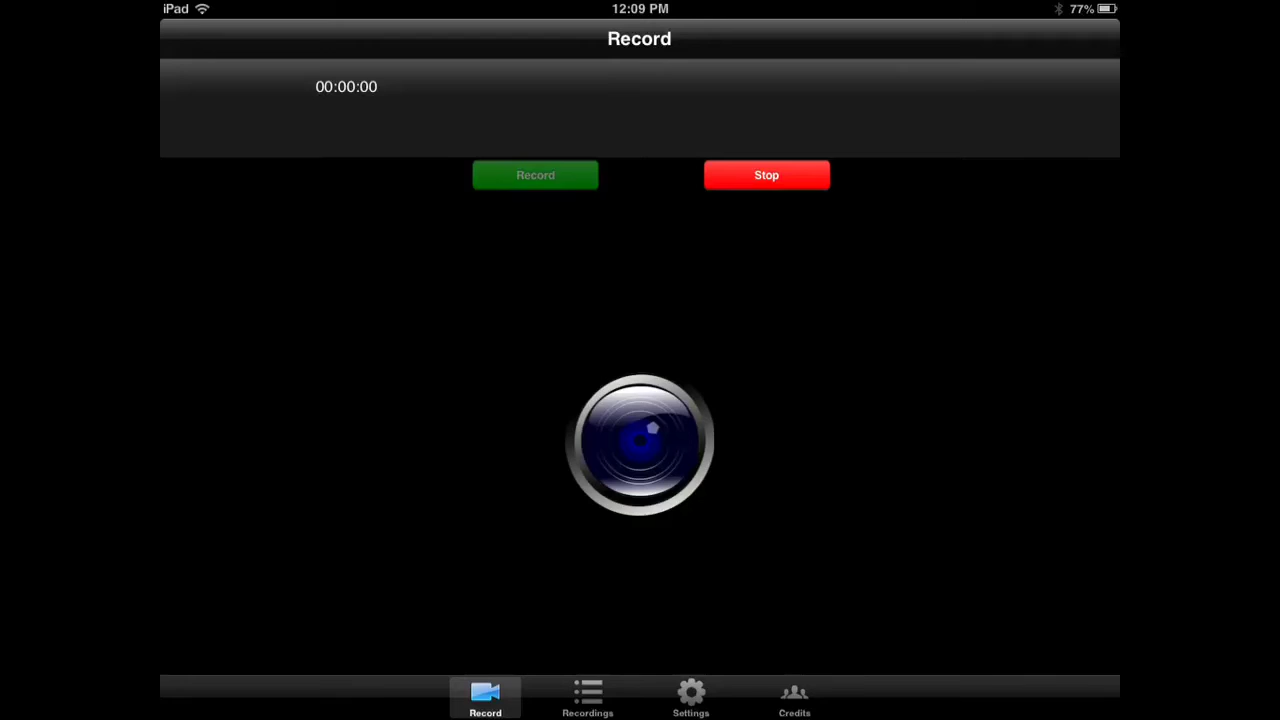 iPad
12:09 PM
77%
Record
00:00:00
Record
Stop
Record
Recordings
Settings
Credits